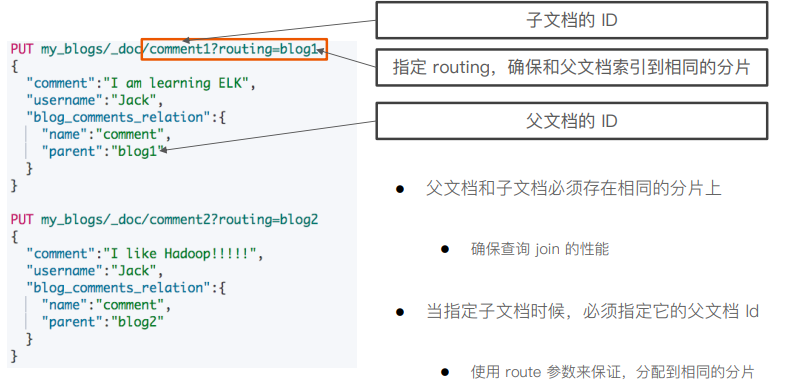 PUT my_blogs/_doc/comment1?routing=blog1
{
  "comment":"I am learning ELK",
  "username":"Jack",
  "blog_comments_relation":{
    "name":"comment",
    "parent":"blog1"
  }
}
PUT my_blogs/_doc/comment2?routing=blog2
{
  "comment":"I like Hadoop!!!!!",
  "username":"Jack",
  "blog_comments_relation":{
    "name":"comment",
    "parent":"blog2"
  }
}
子文档的 ID
指定 routing，确保和父文档索引到相同的分片
父文档的 ID
● 父文档和子文档必须存在相同的分片上
● 确保查询 join 的性能
● 当指定子文档时候，必须指定它的父文档 Id
● 使用 route 参数来保证，分配到相同的分片